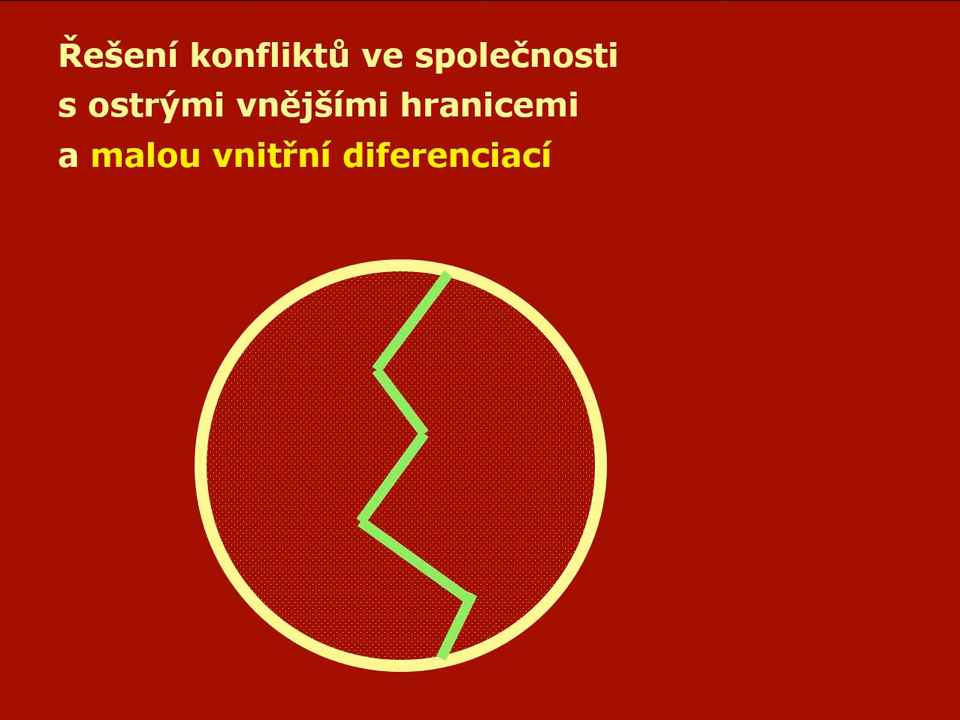 Řešení konfliktů ve společnosti
s ostrými vnějšími hranicemi
a malou vnitřní diferenciací